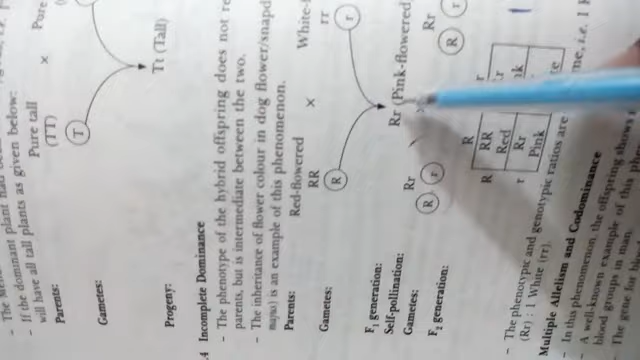 - If the dominant plant had
will have all tall plants as given below:
Parents: Pure tall × Pure
(TT)
Gametes: T
Progeny: Tt (Tall)
.4 Incomplete Dominance
- The phenotype of the hybrid offspring does not
parents, but is intermediate between the two.
- The inheritance of flower colour in dog flower/snapd
majus) is an example of this phenomenon.
Parents: Red-flowered × White-
RR rr
Gametes: R r
F1 generation: Rr (Pink-flowered)
Self-pollination: Rr Rr
Gametes: R r R r
F2 generation:
R
R RR
Red
r Rr
Pink
- The phenotypic and genotypic ratios are me, i.e. 1
(Rr) : 1 White (rr).
Multiple Allelism and Codominance
- In this phenomenon, the offspring shows
- A well-known example of this
blood groups in man.
- The gene for